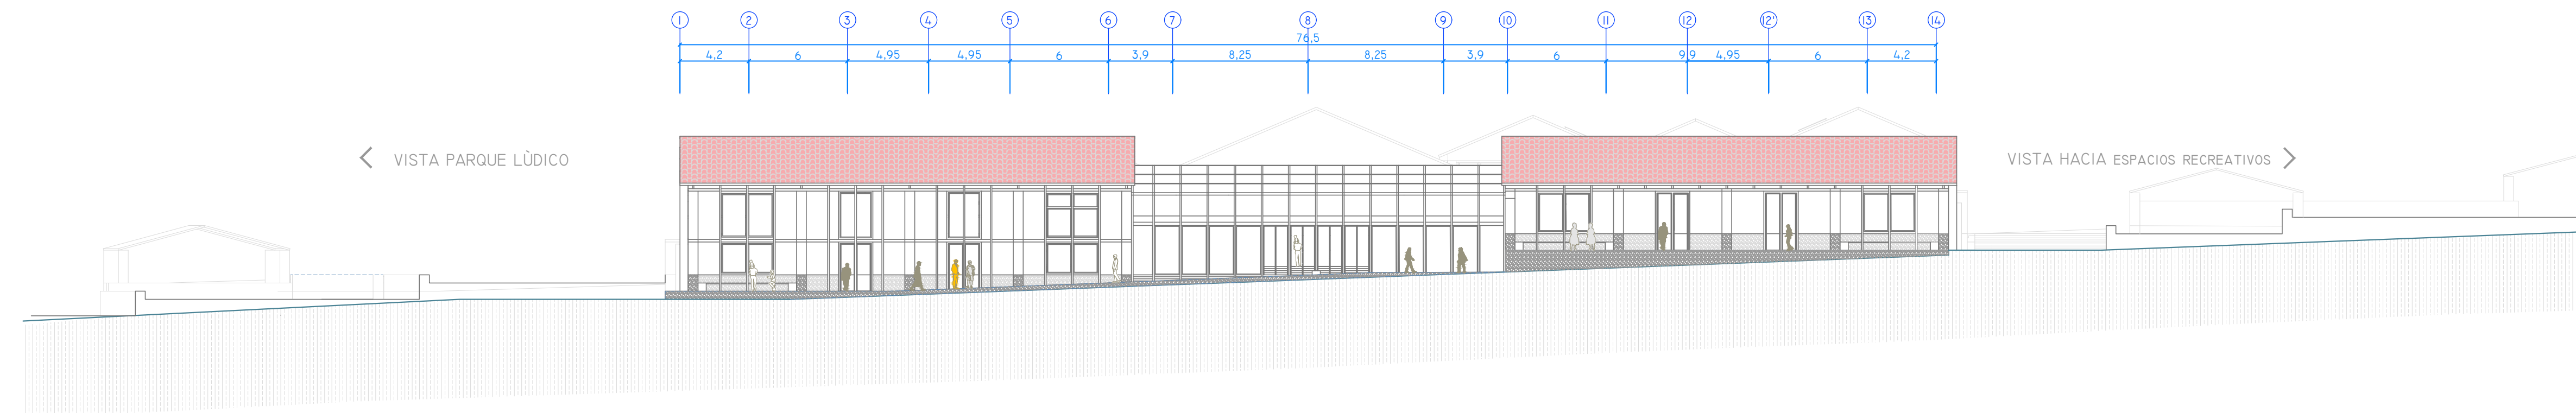 1 2 3 4 5 6 7 8 9 10 11 12 12' 13 14
76,5
4,2 6 4,95 4,95 6 3,9 8,25 8,25 3,9 6 9,9 4,95 6 4,2
VISTA PARQUE LÙDICO
VISTA HACIA ESPACIOS RECREATIVOS